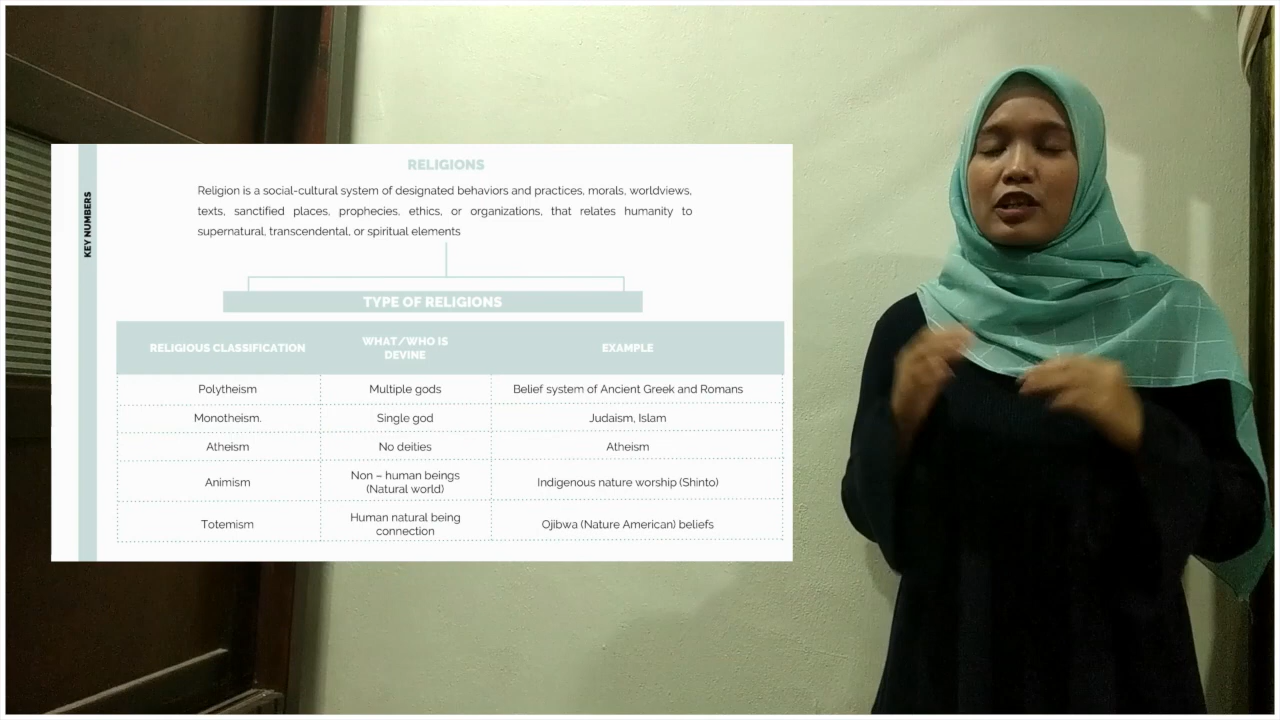 KEY NUMBERS
RELIGIONS
Religion is a social-cultural system of designated behaviors and practices, morals, worldviews,
texts, sanctified places, prophecies, ethics, or organizations, that relates humanity to
supernatural, transcendental, or spiritual elements
TYPE OF RELIGIONS
RELIGIOUS CLASSIFICATION
WHAT/WHO IS
DEVINE
EXAMPLE
Polytheism
Multiple gods
Belief system of Ancient Greek and Romans
Monotheism.
Single god
Judaism, Islam
Atheism
No deities
Atheism
Animism
Non – human beings
(Natural world)
Indigenous nature worship (Shinto)
Totemism
Human natural being
connection
Ojibwa (Nature American) beliefs